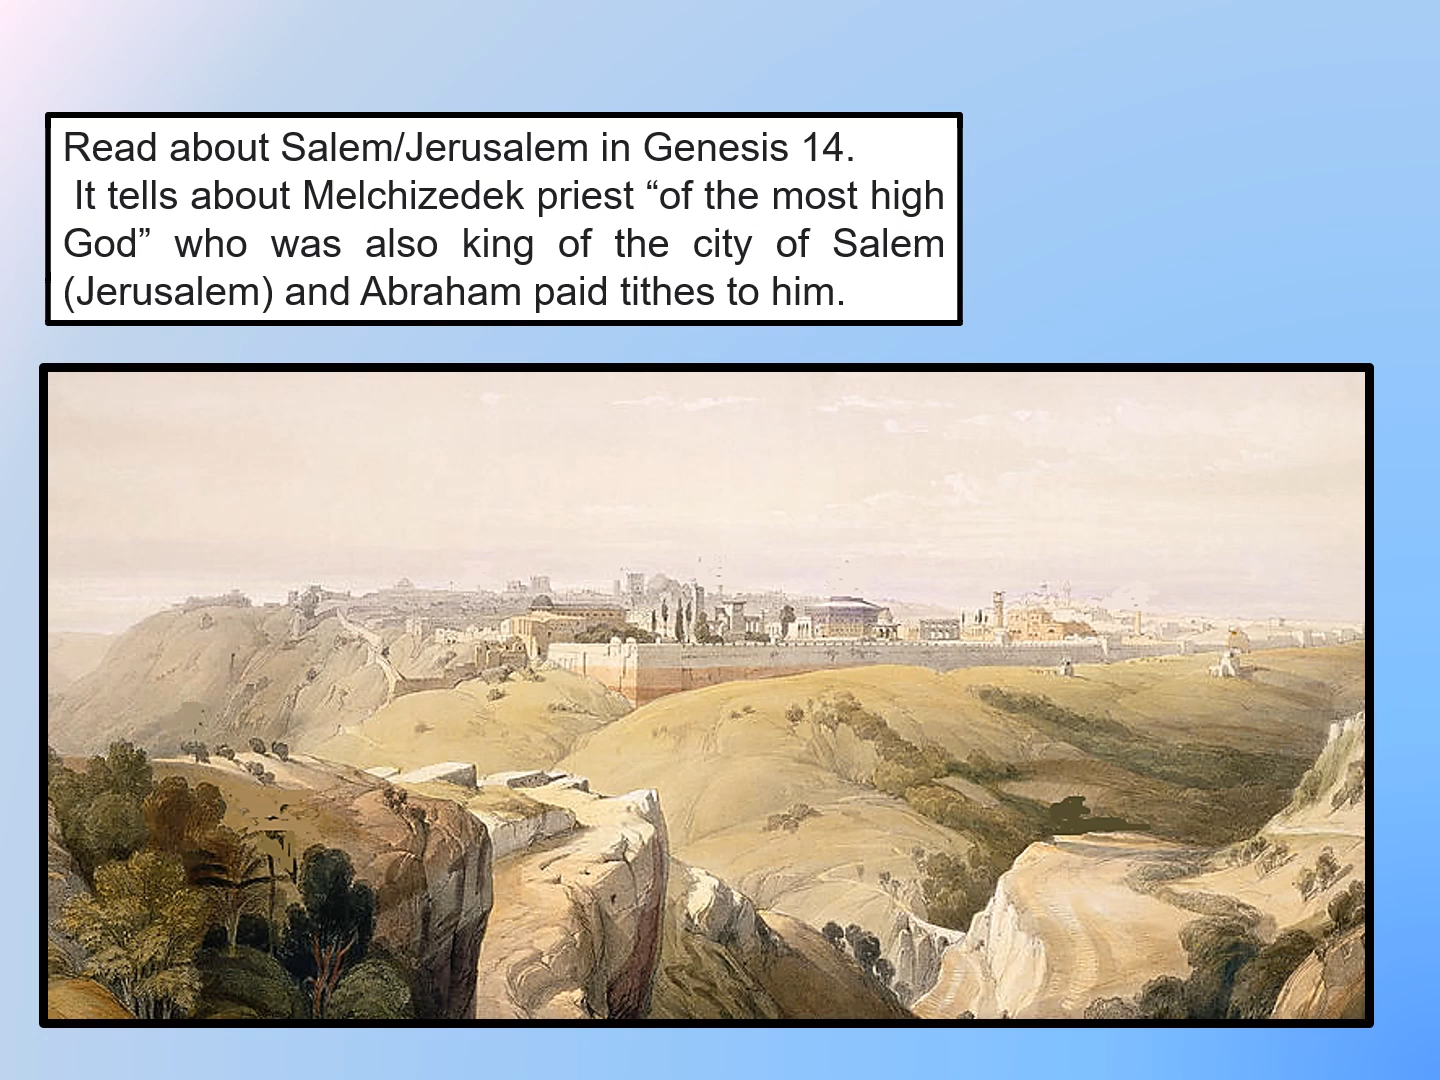 Read about Salem/Jerusalem in Genesis 14.
It tells about Melchizedek priest “of the most high
God” who was also king of the city of Salem
(Jerusalem) and Abraham paid tithes to him.